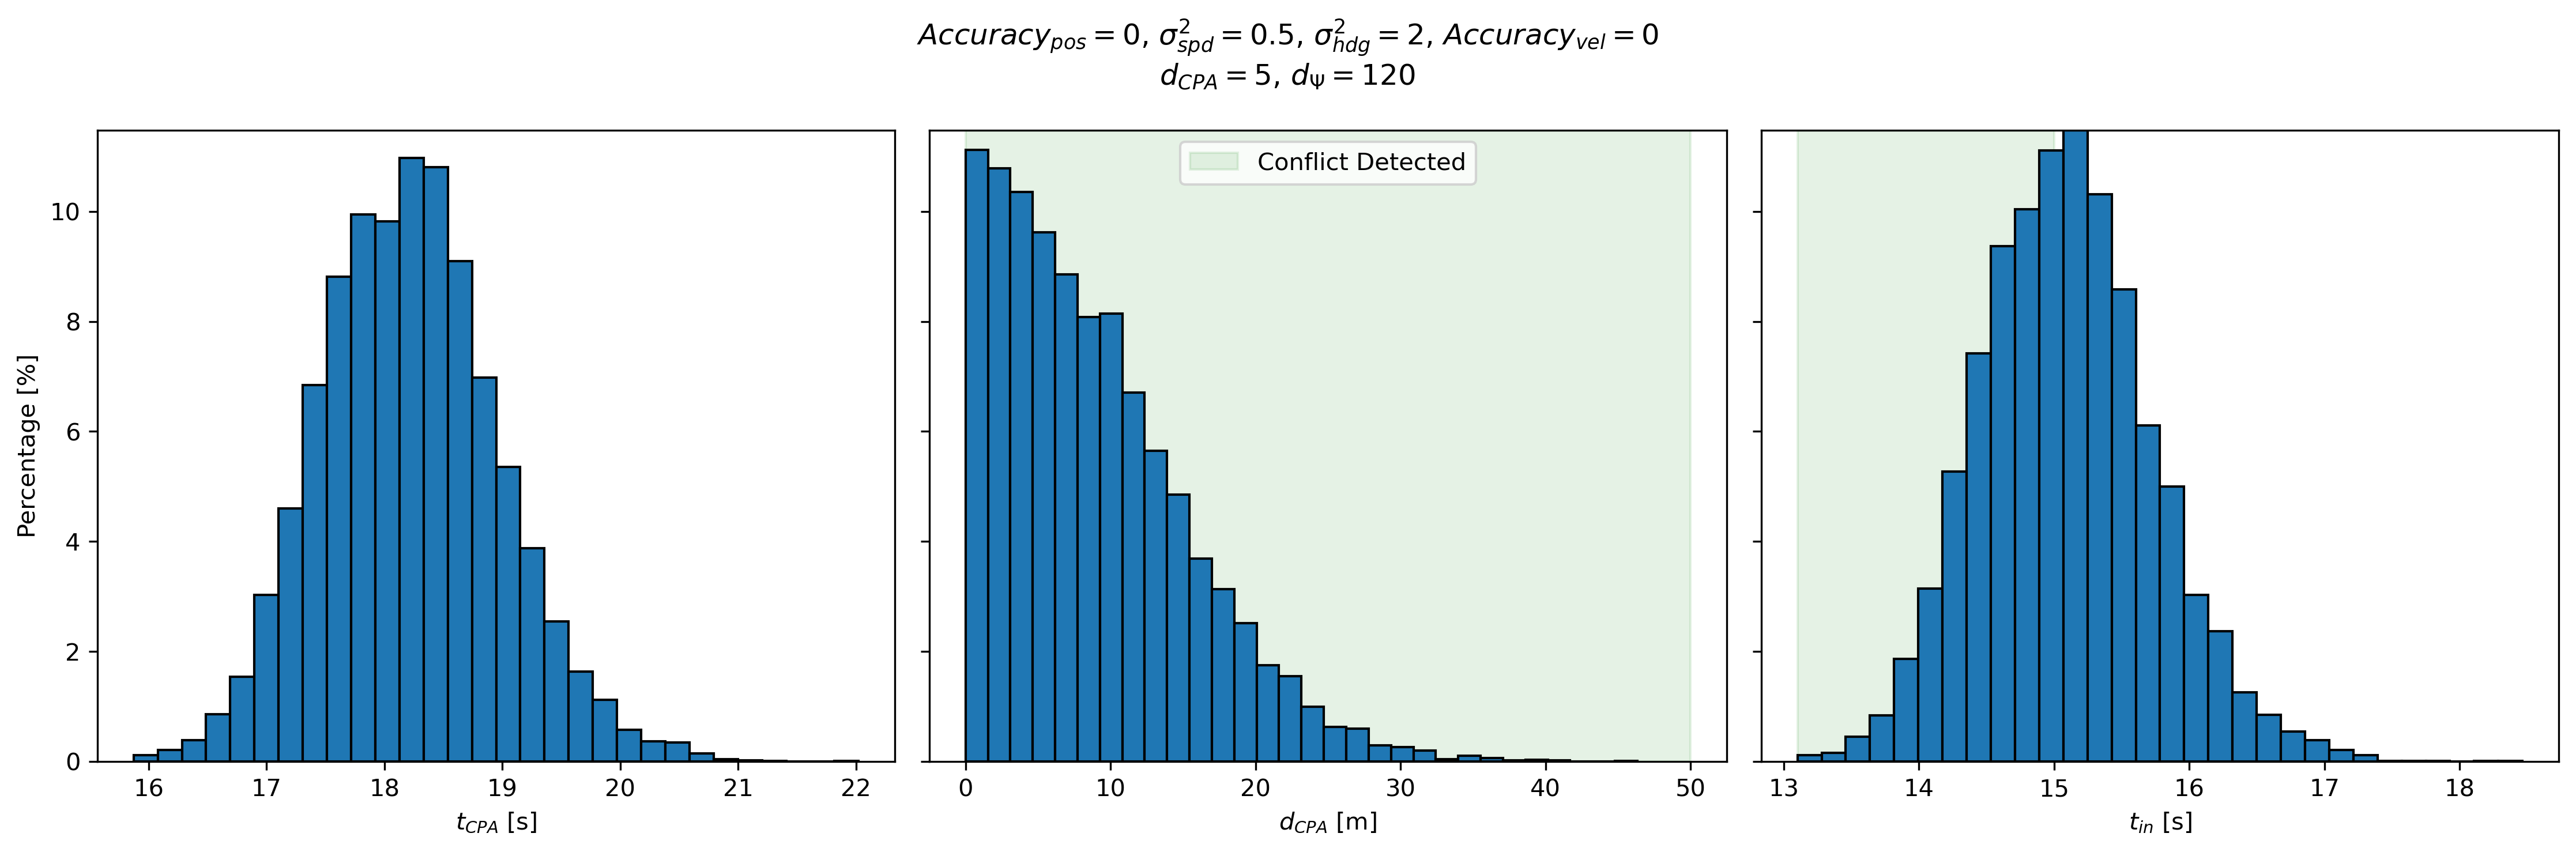 Accuracy_pos = 0, σ²_spd = 0.5, σ²_hdg = 2, Accuracy_vel = 0
d_CPA = 5, d_ψ = 120
Percentage [%]
10
8
6
4
2
0
16 17 18 19 20 21 22
t_CPA [s]
Conflict Detected
0 10 20 30 40 50
d_CPA [m]
13 14 15 16 17 18
t_in [s]